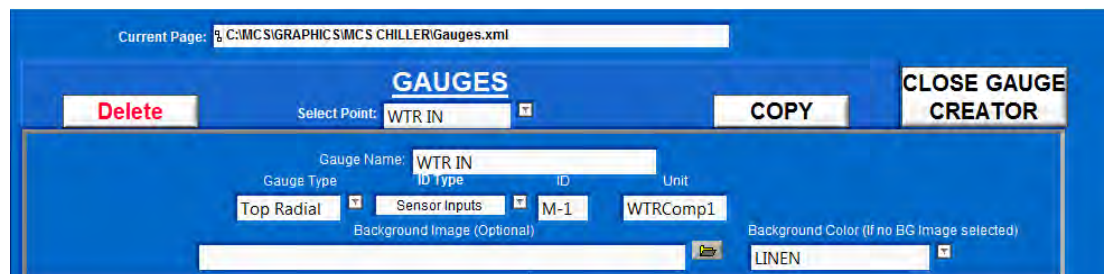 Current Page: C:\MCS\GRAPHICS\MCS CHILLER\Gauges.xml
GAUGES
CLOSE GAUGE CREATOR
Delete
Select Point: WTR IN
COPY
Gauge Name: WTR IN
Gauge Type ID Type ID Unit
Top Radial Sensor Inputs M-1 WTRComp1
Background Image (Optional) Background Color (If no BG Image selected)
LINEN